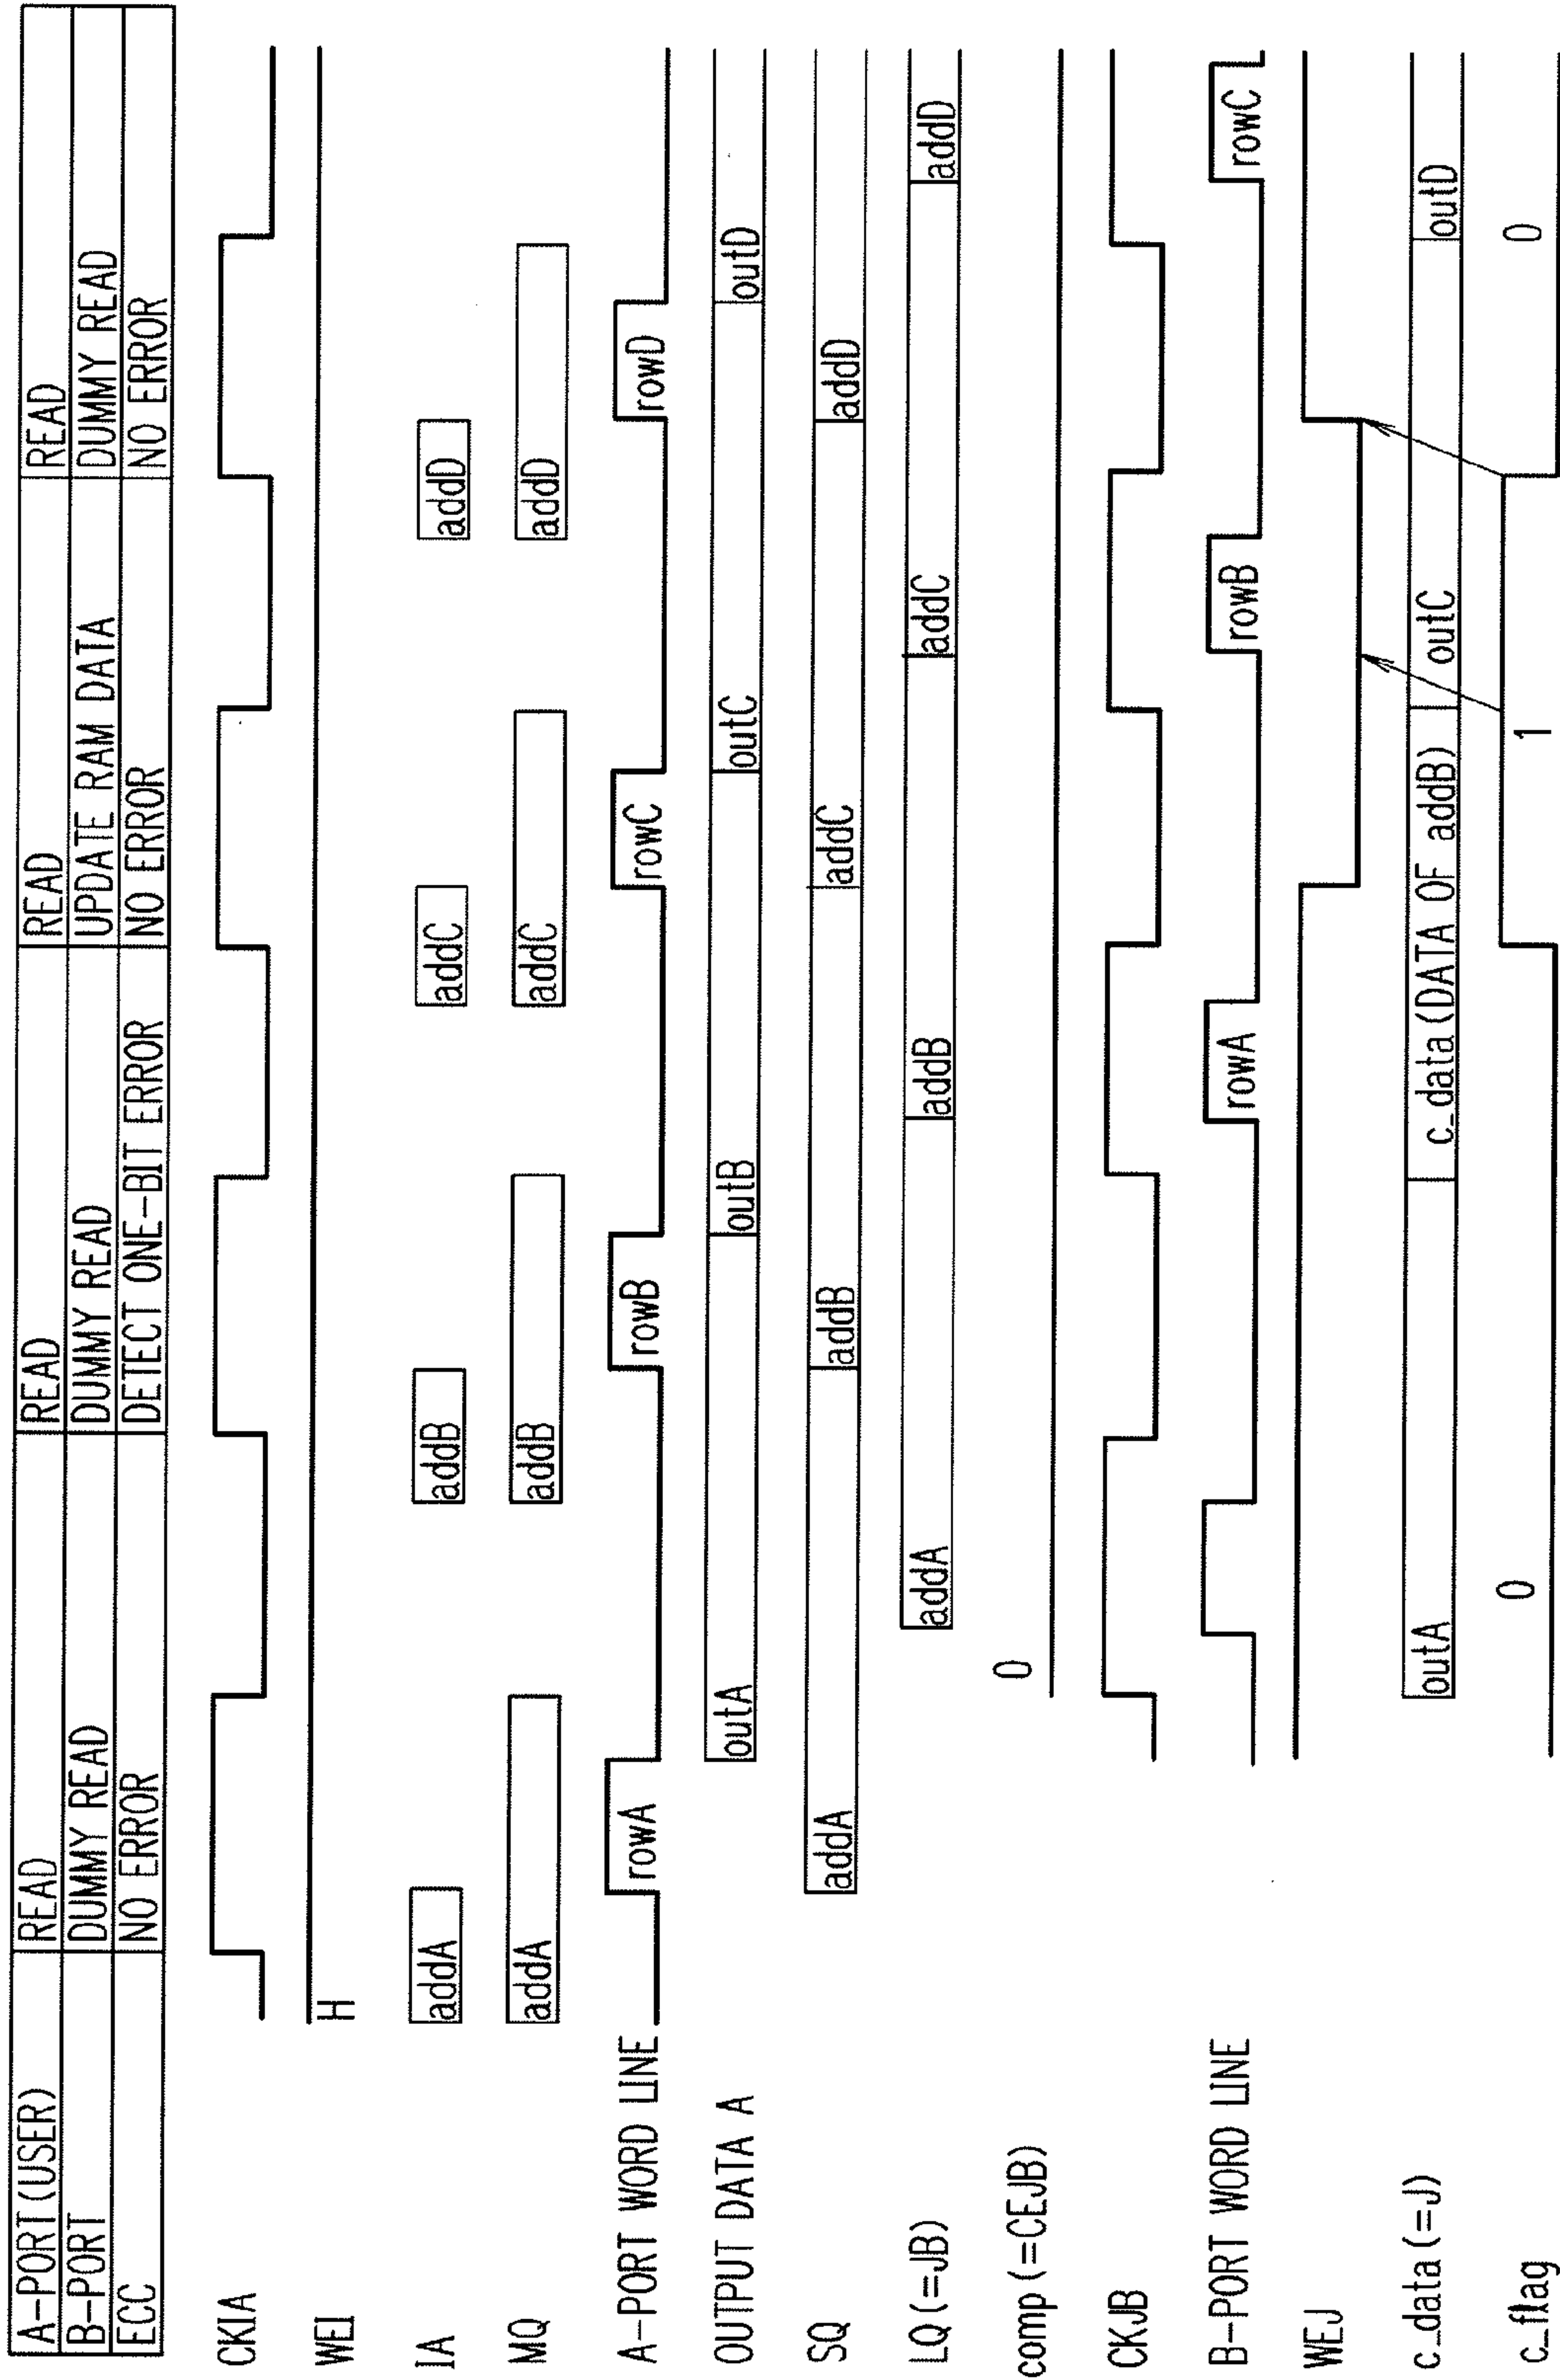 A-PORT(USER) READ READ READ READ
B-PORT DUMMY READ DUMMY READ UPDATE RAM DATA DUMMY READ
ECC NO ERROR DETECT ONE-BIT ERROR NO ERROR NO ERROR
CKIA
WEI H
IA addA addB addC addD
MQ addA addB addC addD
A-PORT WORD LINE rowA rowB rowC rowD
OUTPUT DATA A outA outB outC outD
SQ addA addB addC addD
LQ(=JB) addA addB addC addD
comp(=CEJB) 0
CKJB
B-PORT WORD LINE rowA rowB rowC
WEJ
c_data(=J) outA c_data(DATA OF addB) outC outD
c_flag 0 1 0